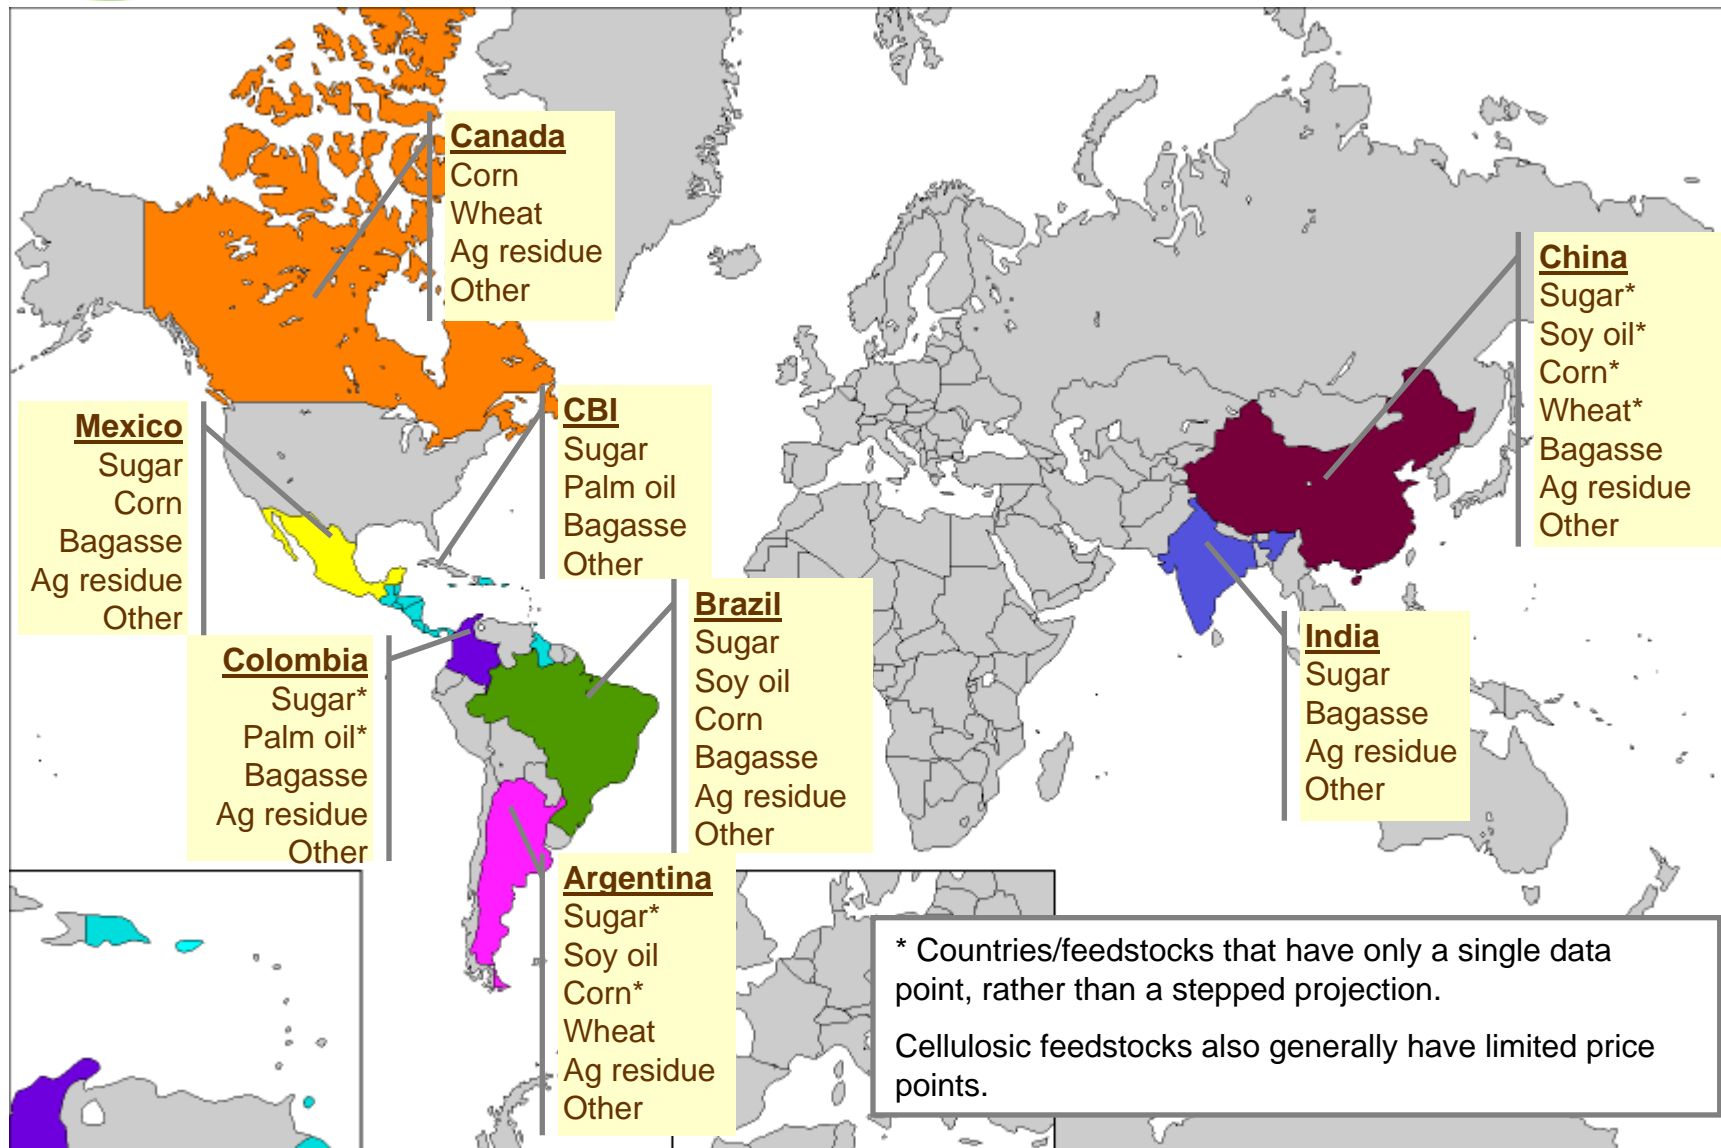 Canada
Corn
Wheat
Ag residue
Other
China
Sugar*
Soy oil*
Corn*
Wheat*
Bagasse
Ag residue
Other
Mexico
Sugar
Corn
Bagasse
Ag residue
Other
CBI
Sugar
Palm oil
Bagasse
Other
Brazil
Sugar
Soy oil
Corn
Bagasse
Ag residue
Other
India
Sugar
Bagasse
Ag residue
Other
Colombia
Sugar*
Palm oil*
Bagasse
Ag residue
Other
Argentina
Sugar*
Soy oil
Corn*
Wheat
Ag residue
Other
* Countries/feedstocks that have only a single data
point, rather than a stepped projection.
Cellulosic feedstocks also generally have limited price
points.